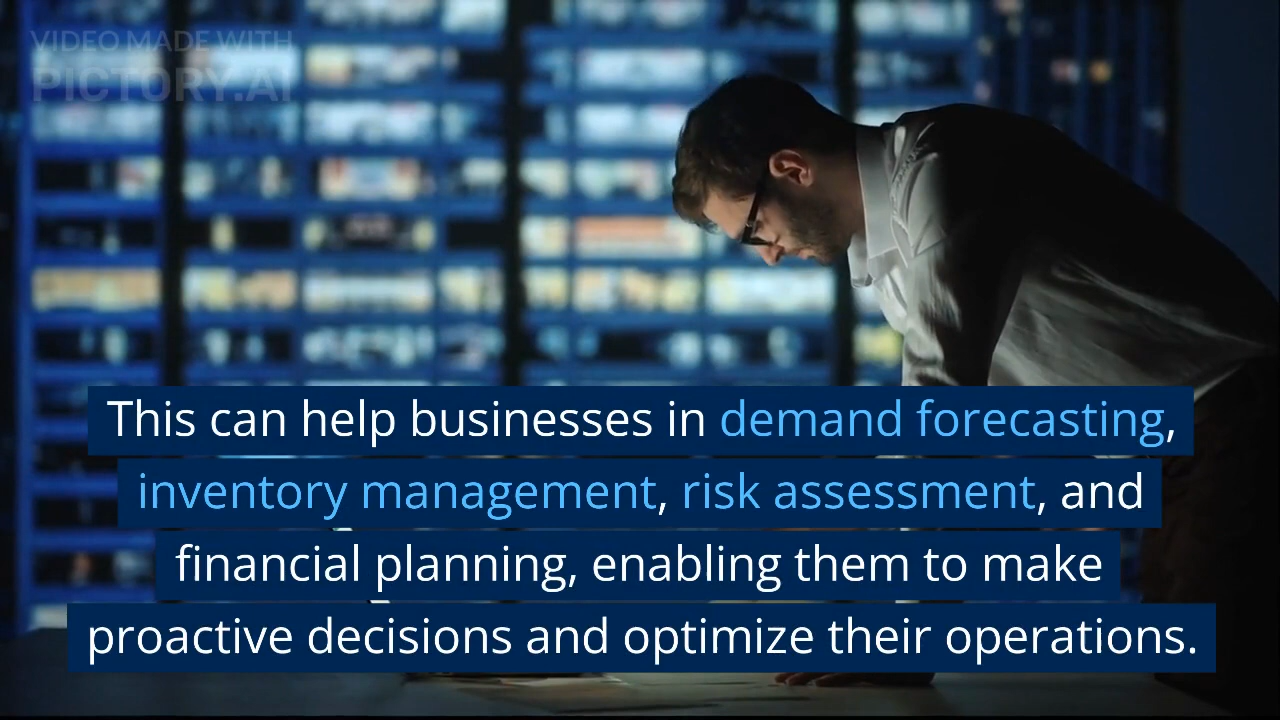 VIDEO MADE WITH
PICTORY.AI
This can help businesses in demand forecasting,
inventory management, risk assessment, and
financial planning, enabling them to make
proactive decisions and optimize their operations.